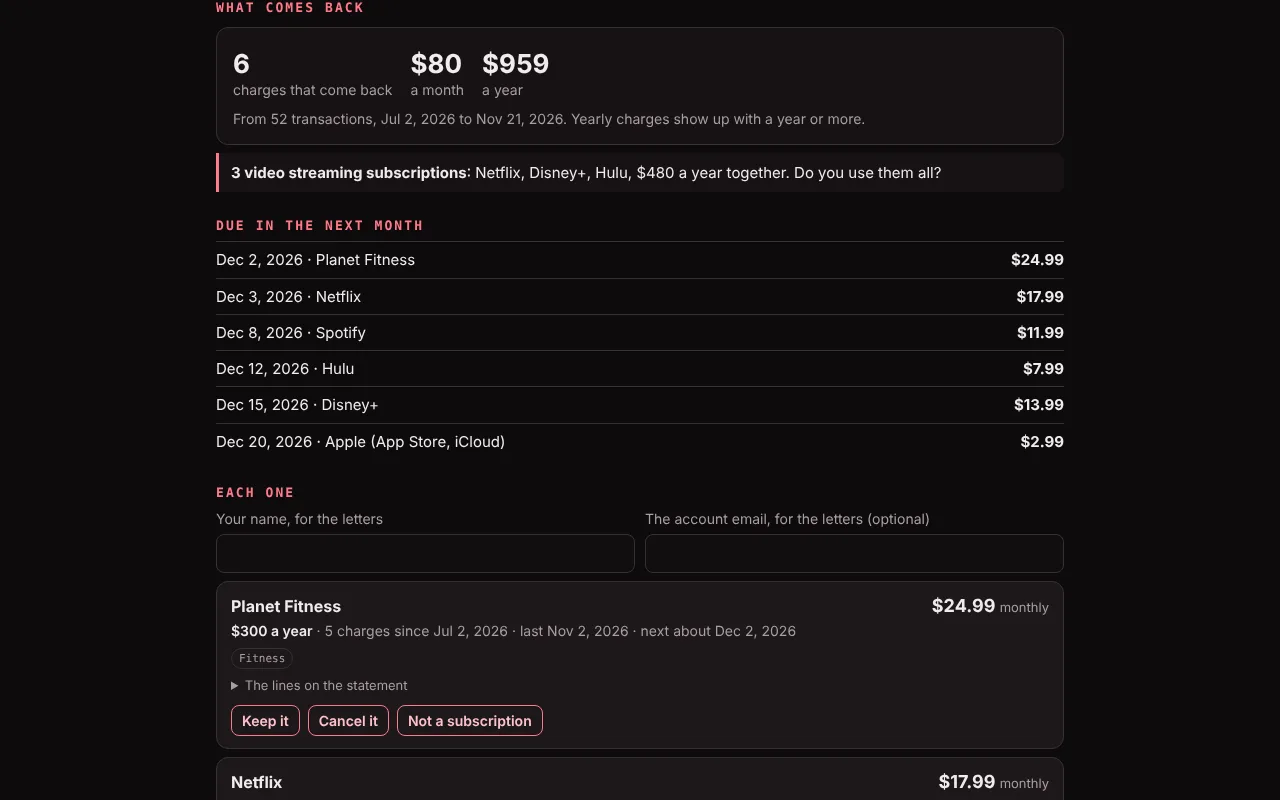 WHAT COMES BACK
6 $80 $959
charges that come back a month a year
From 52 transactions, Jul 2, 2026 to Nov 21, 2026. Yearly charges show up with a year or more.
3 video streaming subscriptions: Netflix, Disney+, Hulu, $480 a year together. Do you use them all?
DUE IN THE NEXT MONTH
Dec 2, 2026 · Planet Fitness $24.99
Dec 3, 2026 · Netflix $17.99
Dec 8, 2026 · Spotify $11.99
Dec 12, 2026 · Hulu $7.99
Dec 15, 2026 · Disney+ $13.99
Dec 20, 2026 · Apple (App Store, iCloud) $2.99
EACH ONE
Your name, for the letters The account email, for the letters (optional)
Planet Fitness $24.99 monthly
$300 a year · 5 charges since Jul 2, 2026 · last Nov 2, 2026 · next about Dec 2, 2026
Fitness
The lines on the statement
Keep it Cancel it Not a subscription
Netflix $17.99 monthly